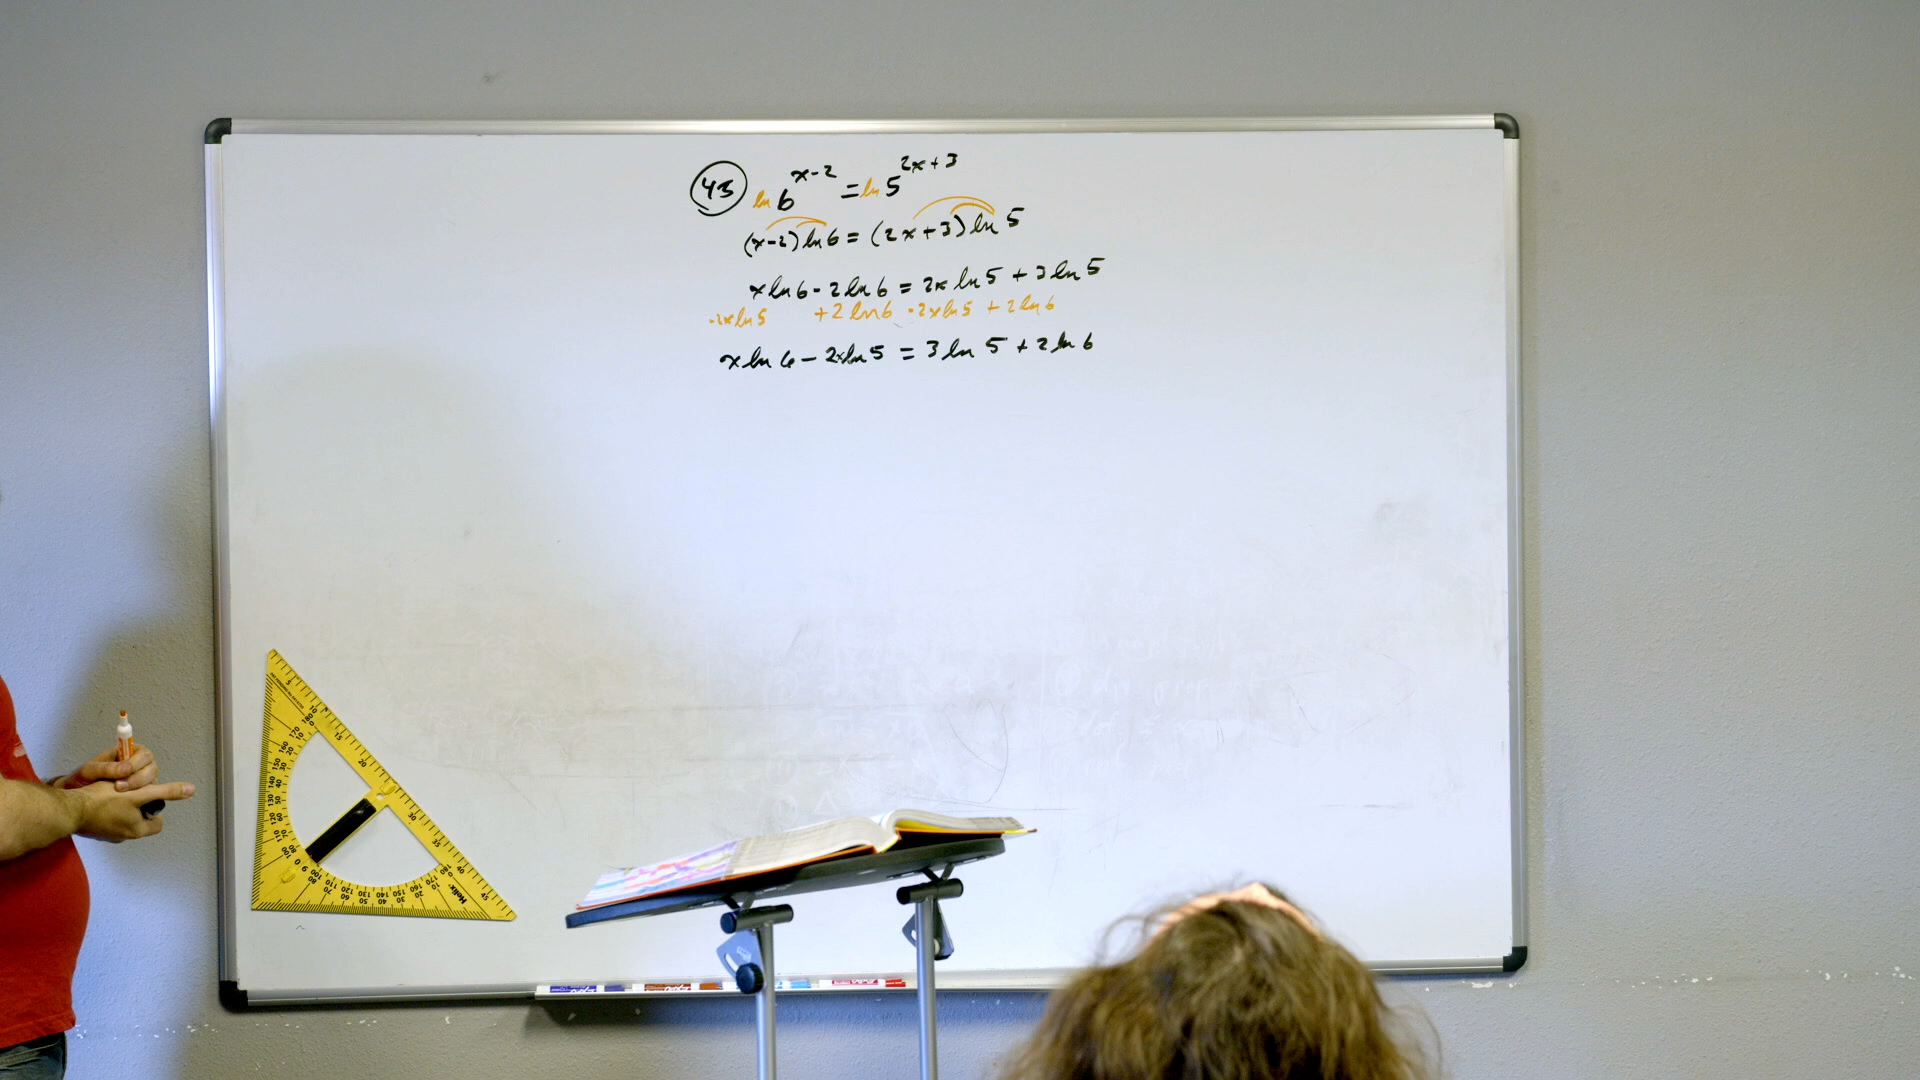 43 ln 6^(x-2) = ln 5^(2x+3)
(x-2) ln 6 = (2x+3) ln 5
x ln 6 - 2 ln 6 = 2x ln 5 + 3 ln 5
-2x ln 5 +2 ln 6 -2x ln 5 + 2 ln 6
x ln 6 - 2x ln 5 = 3 ln 5 + 2 ln 6